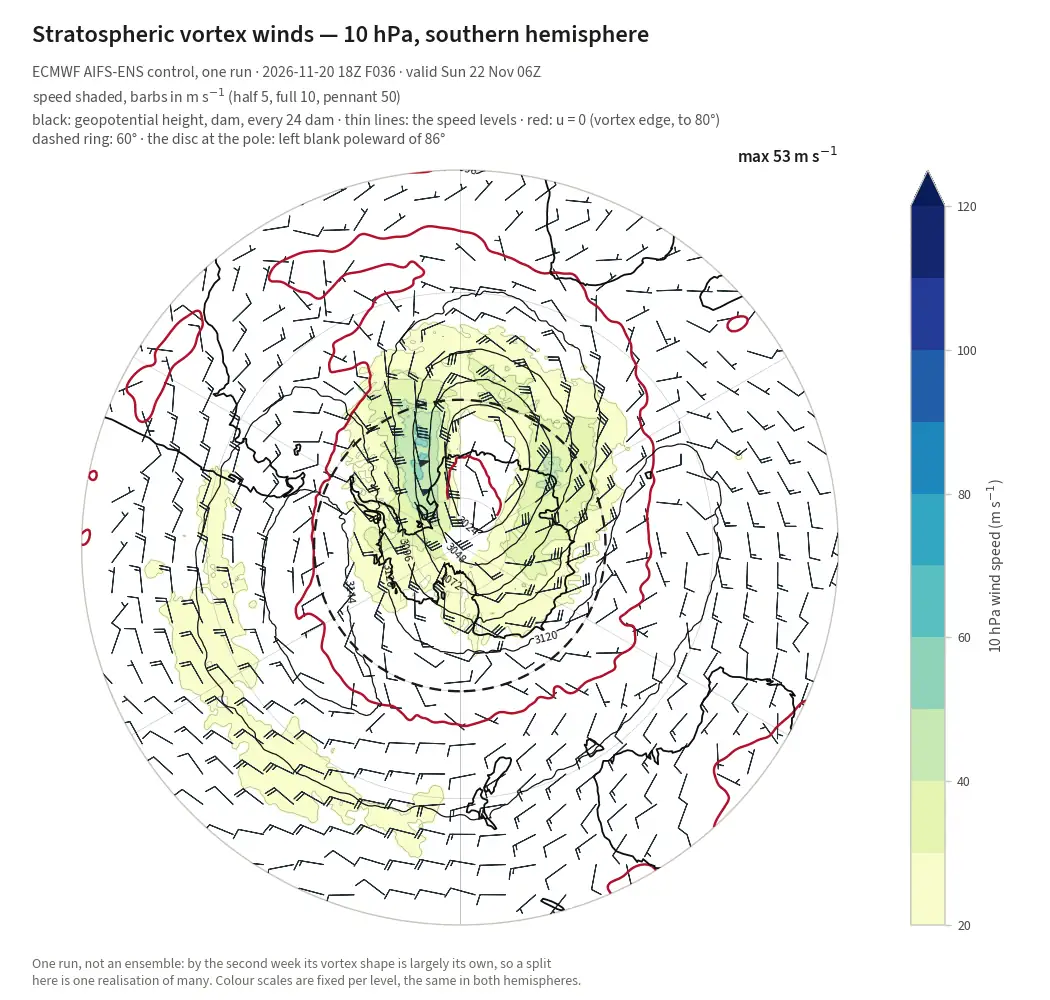 Stratospheric vortex winds — 10 hPa, southern hemisphere
ECMWF AIFS-ENS control, one run · 2026-11-20 18Z F036 · valid Sun 22 Nov 06Z
speed shaded, barbs in m s⁻¹ (half 5, full 10, pennant 50)
black: geopotential height, dam, every 24 dam · thin lines: the speed levels · red: u = 0 (vortex edge, to 80°)
dashed ring: 60° · the disc at the pole: left blank poleward of 86°
max 53 m s⁻¹
120
100
80
60
40
20
10 hPa wind speed (m s⁻¹)
3024
3048
3096
3072
3120
One run, not an ensemble: by the second week its vortex shape is largely its own, so a split
here is one realisation of many. Colour scales are fixed per level, the same in both hemispheres.